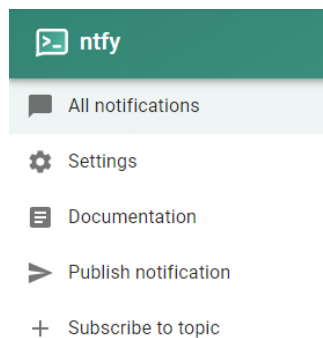 ntfy
All notifications
Settings
Documentation
Publish notification
Subscribe to topic